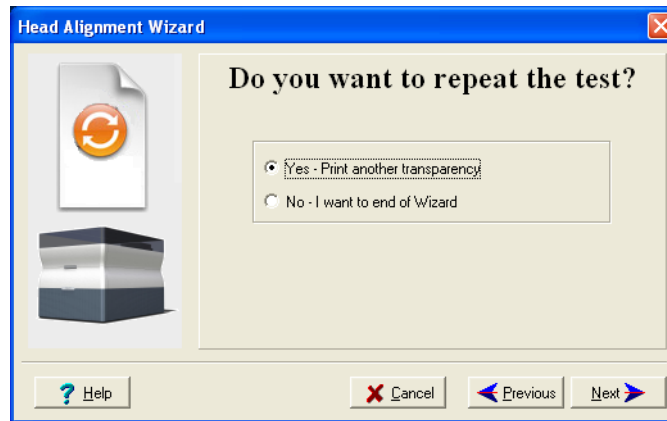 Head Alignment Wizard
Do you want to repeat the test?
Yes - Print another transparency
No - I want to end of Wizard
? Help
Cancel
Previous
Next